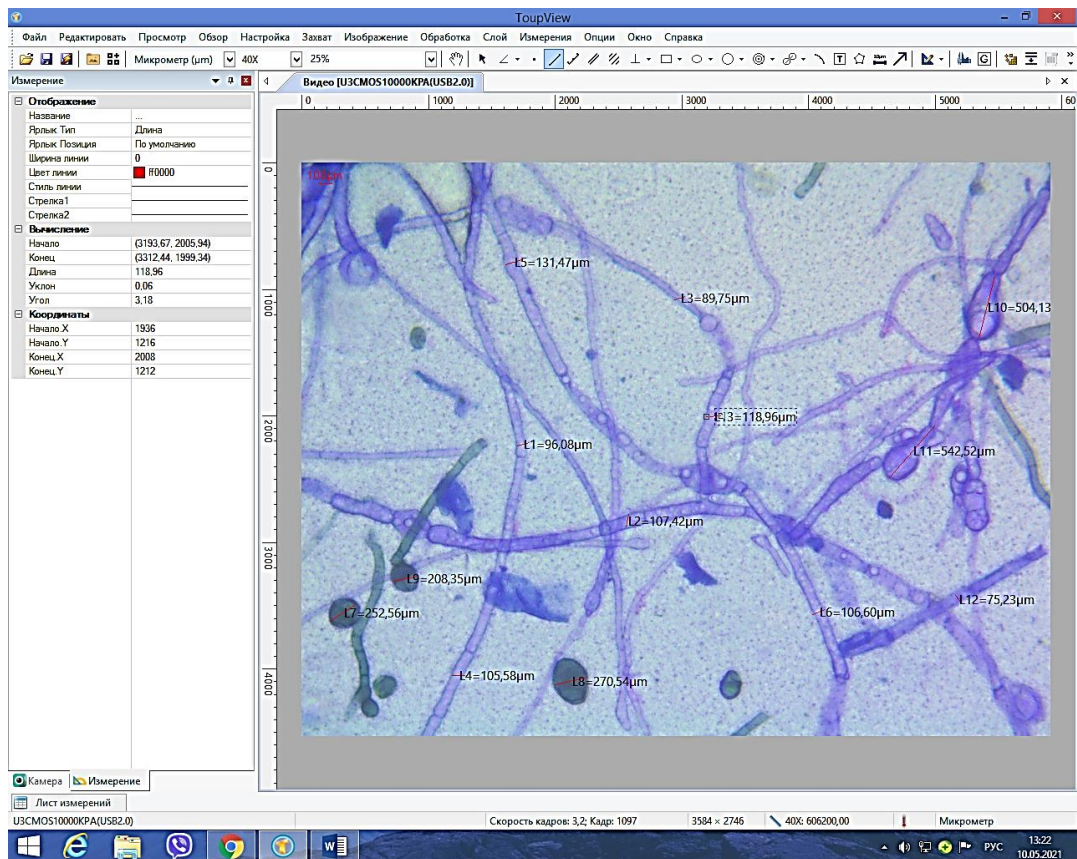 ToupView
Файл Редактировать Просмотр Обзор Настройка Захват Изображение Обработка Слой Измерения Опции Окно Справка
Микрометр (μm) 40X 25%
Измерение
Видео [U3CMOS10000KPA(USB2.0)]
Отображение
Название ...
Ярлык Тип Длина
Ярлык Позиция По умолчанию
Ширина линии 0
Цвет линии ff0000
Стиль линии
Стрелка1
Стрелка2
Вычисление
Начало (3193,67, 2005,94)
Конец (3312,44, 1999,34)
Длина 118,96
Уклон 0,06
Угол 3,18
Координаты
Начало.X 1936
Начало.Y 1216
Конец.X 2008
Конец.Y 1212
0 1000 2000 3000 4000 5000 60
0
1000
2000
3000
4000
L5=131,47μm
L3=89,75μm
L10=504,13
L13=118,96μm
L1=96,08μm
L11=542,52μm
L2=107,42μm
L9=208,35μm
L12=75,23μm
L7=252,56μm
L6=106,60μm
L4=105,58μm
L8=270,54μm
Камера Измерение
Лист измерений
U3CMOS10000KPA(USB2.0) Скорость кадров: 3,2; Кадр: 1097 3584 × 2746 40X: 606200,00 Микрометр
W
РУС
13:22
10.05.2021